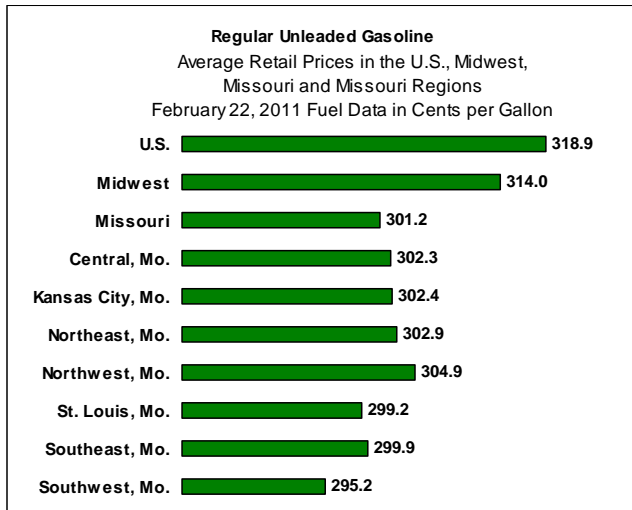 Regular Unleaded Gasoline
Average Retail Prices in the U.S., Midwest,
Missouri and Missouri Regions
February 22, 2011 Fuel Data in Cents per Gallon
U.S. 318.9
Midwest 314.0
Missouri 301.2
Central, Mo. 302.3
Kansas City, Mo. 302.4
Northeast, Mo. 302.9
Northwest, Mo. 304.9
St. Louis, Mo. 299.2
Southeast, Mo. 299.9
Southwest, Mo. 295.2